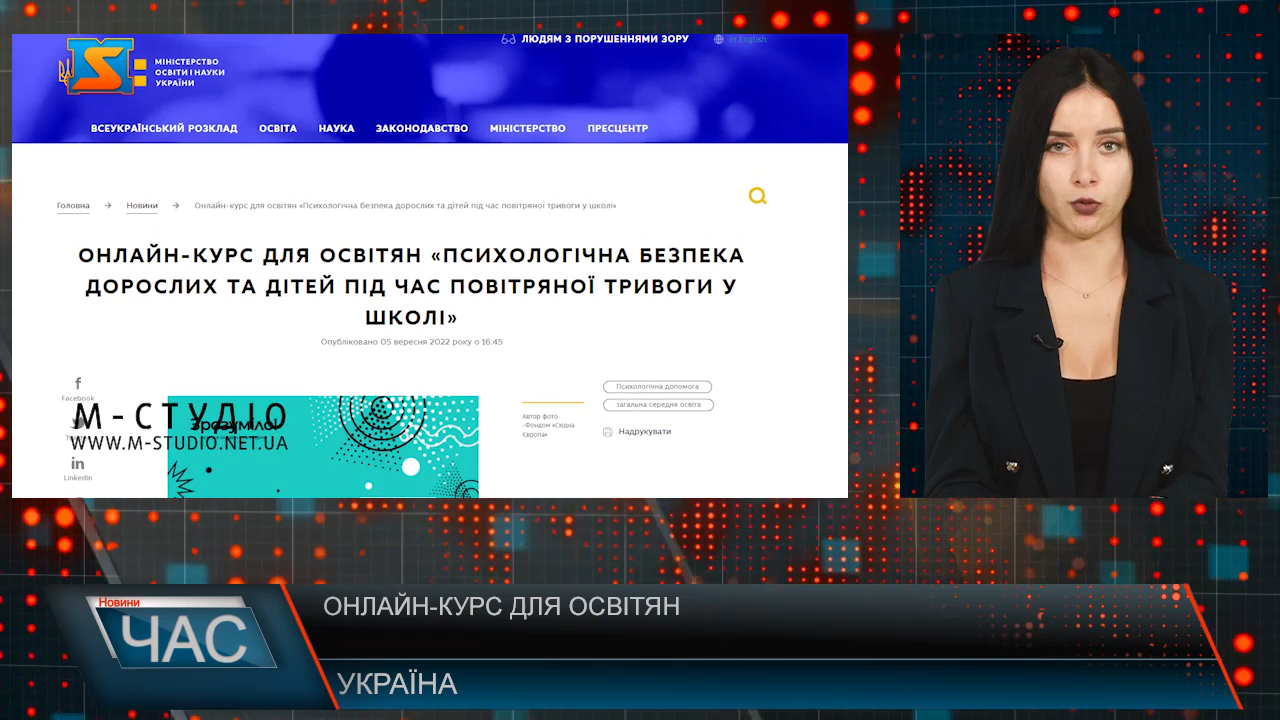 ЛЮДЯМ З ПОРУШЕННЯМИ ЗОРУ
In English
МІНІСТЕРСТВО
ОСВІТИ І НАУКИ
УКРАЇНИ
ВСЕУКРАЇНСЬКИЙ РОЗКЛАД ОСВІТА НАУКА ЗАКОНОДАВСТВО МІНІСТЕРСТВО ПРЕСЦЕНТР
Головна → Новини → Онлайн-курс для освітян «Психологічна безпека дорослих та дітей під час повітряної тривоги у школі»
ОНЛАЙН-КУРС ДЛЯ ОСВІТЯН «ПСИХОЛОГІЧНА БЕЗПЕКА
ДОРОСЛИХ ТА ДІТЕЙ ПІД ЧАС ПОВІТРЯНОЇ ТРИВОГИ У
ШКОЛІ»
Опубліковано 05 вересня 2022 року о 16:45
Facebook
LinkedIn
М-СТУДІО
WWW.M-STUDIO.NET.UA
Зрозуміло!
Автор фото
–Фондом «Східна
Європа»
Психологічна допомога
загальна середня освіта
Надрукувати
Новини
ЧАС
ОНЛАЙН-КУРС ДЛЯ ОСВІТЯН
УКРАЇНА